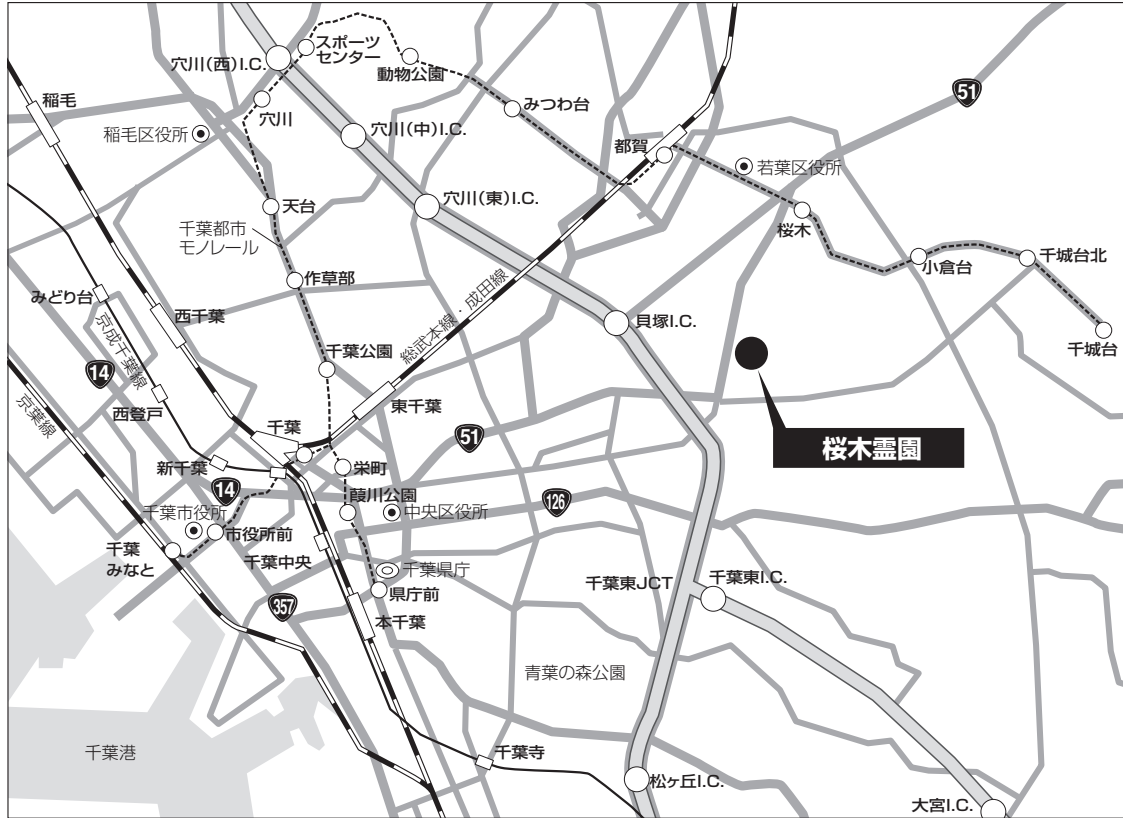 スポーツ
センター
穴川(西)I.C.
動物公園
稲毛
穴川
みつわ台
51
稲毛区役所
穴川(中)I.C.
都賀
若葉区役所
穴川(東)I.C.
天台
桜木
千葉都市
モノレール
小倉台
千城台北
作草部
みどり台
総武本線・成田線
西千葉
貝塚I.C.
千城台
京成千葉線
千葉公園
14
京葉線
西登戸
東千葉
千葉
51
桜木霊園
新千葉
栄町
14
葭川公園
126
千葉市役所
中央区役所
市役所前
千葉
みなと
千葉中央
千葉県庁
千葉東JCT
千葉東I.C.
県庁前
357
本千葉
青葉の森公園
千葉港
千葉寺
松ヶ丘I.C.
大宮I.C.